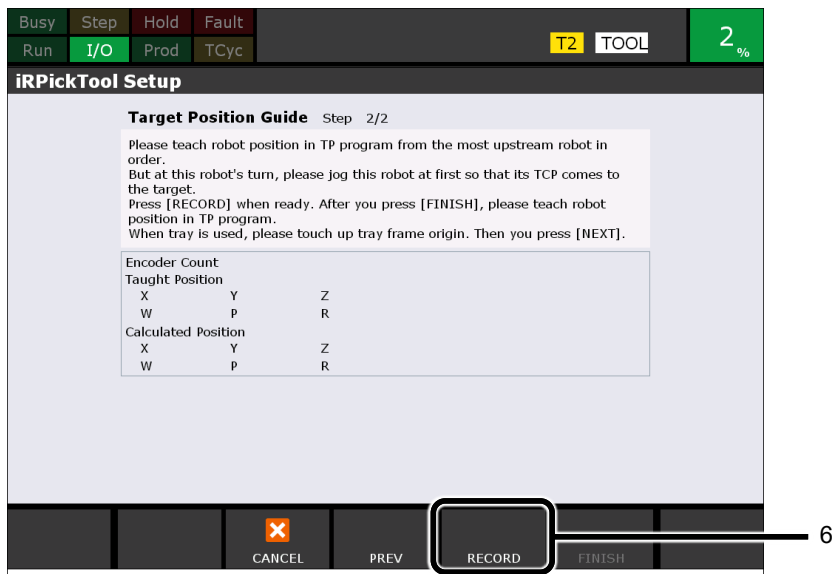 Busy Step Hold Fault
Run I/O Prod TCyc
T2 TOOL
2 %
iRPickTool Setup
Target Position Guide Step 2/2
Please teach robot position in TP program from the most upstream robot in
order.
But at this robot's turn, please jog this robot at first so that its TCP comes to
the target.
Press [RECORD] when ready. After you press [FINISH], please teach robot
position in TP program.
When tray is used, please touch up tray frame origin. Then you press [NEXT].
Encoder Count
Taught Position
X Y Z
W P R
Calculated Position
X Y Z
W P R
CANCEL PREV RECORD FINISH
6